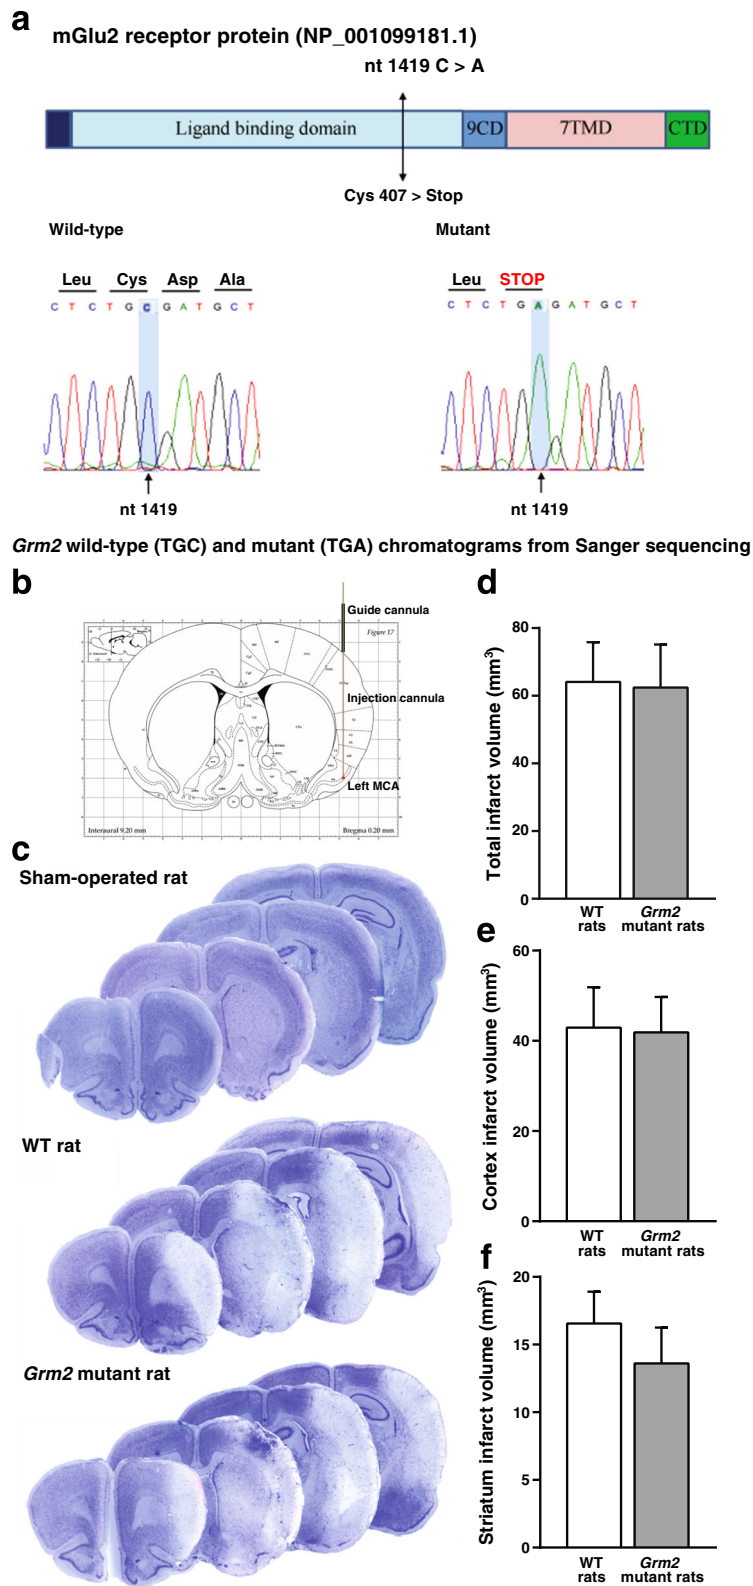 a
mGlu2 receptor protein (NP_001099181.1)
nt 1419 C > A
Ligand binding domain
9CD
7TMD
CTD
Cys 407 > Stop
Wild-type
Mutant
Leu Cys Asp Ala
C T C T G C G A T G C T
Leu STOP
C T C T G A G A T G C T
nt 1419
nt 1419
Grm2 wild-type (TGC) and mutant (TGA) chromatograms from Sanger sequencing
b
Guide cannula
Figure 17
Injection cannula
Left MCA
Interaural 9.20 mm
Bregma 0.20 mm
c
Sham-operated rat
WT rat
Grm2 mutant rat
d
Total infarct volume (mm³)
80
60
40
20
0
WT rats
Grm2 mutant rats
e
Cortex infarct volume (mm³)
60
40
20
0
WT rats
Grm2 mutant rats
f
Striatum infarct volume (mm³)
20
15
10
5
0
WT rats
Grm2 mutant rats